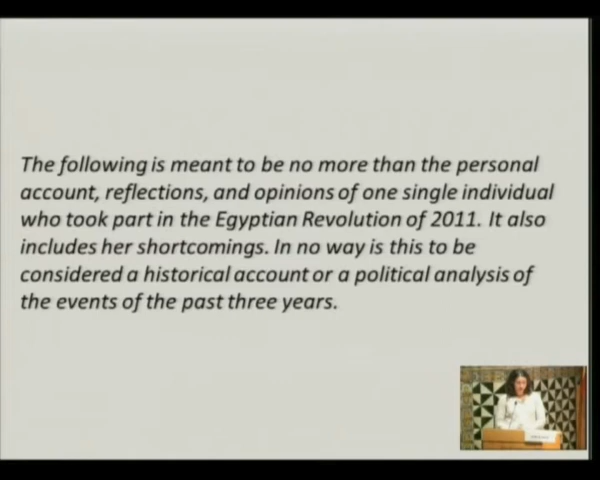 The following is meant to be no more than the personal
account, reflections, and opinions of one single individual
who took part in the Egyptian Revolution of 2011. It also
includes her shortcomings. In no way is this to be
considered a historical account or a political analysis of
the events of the past three years.